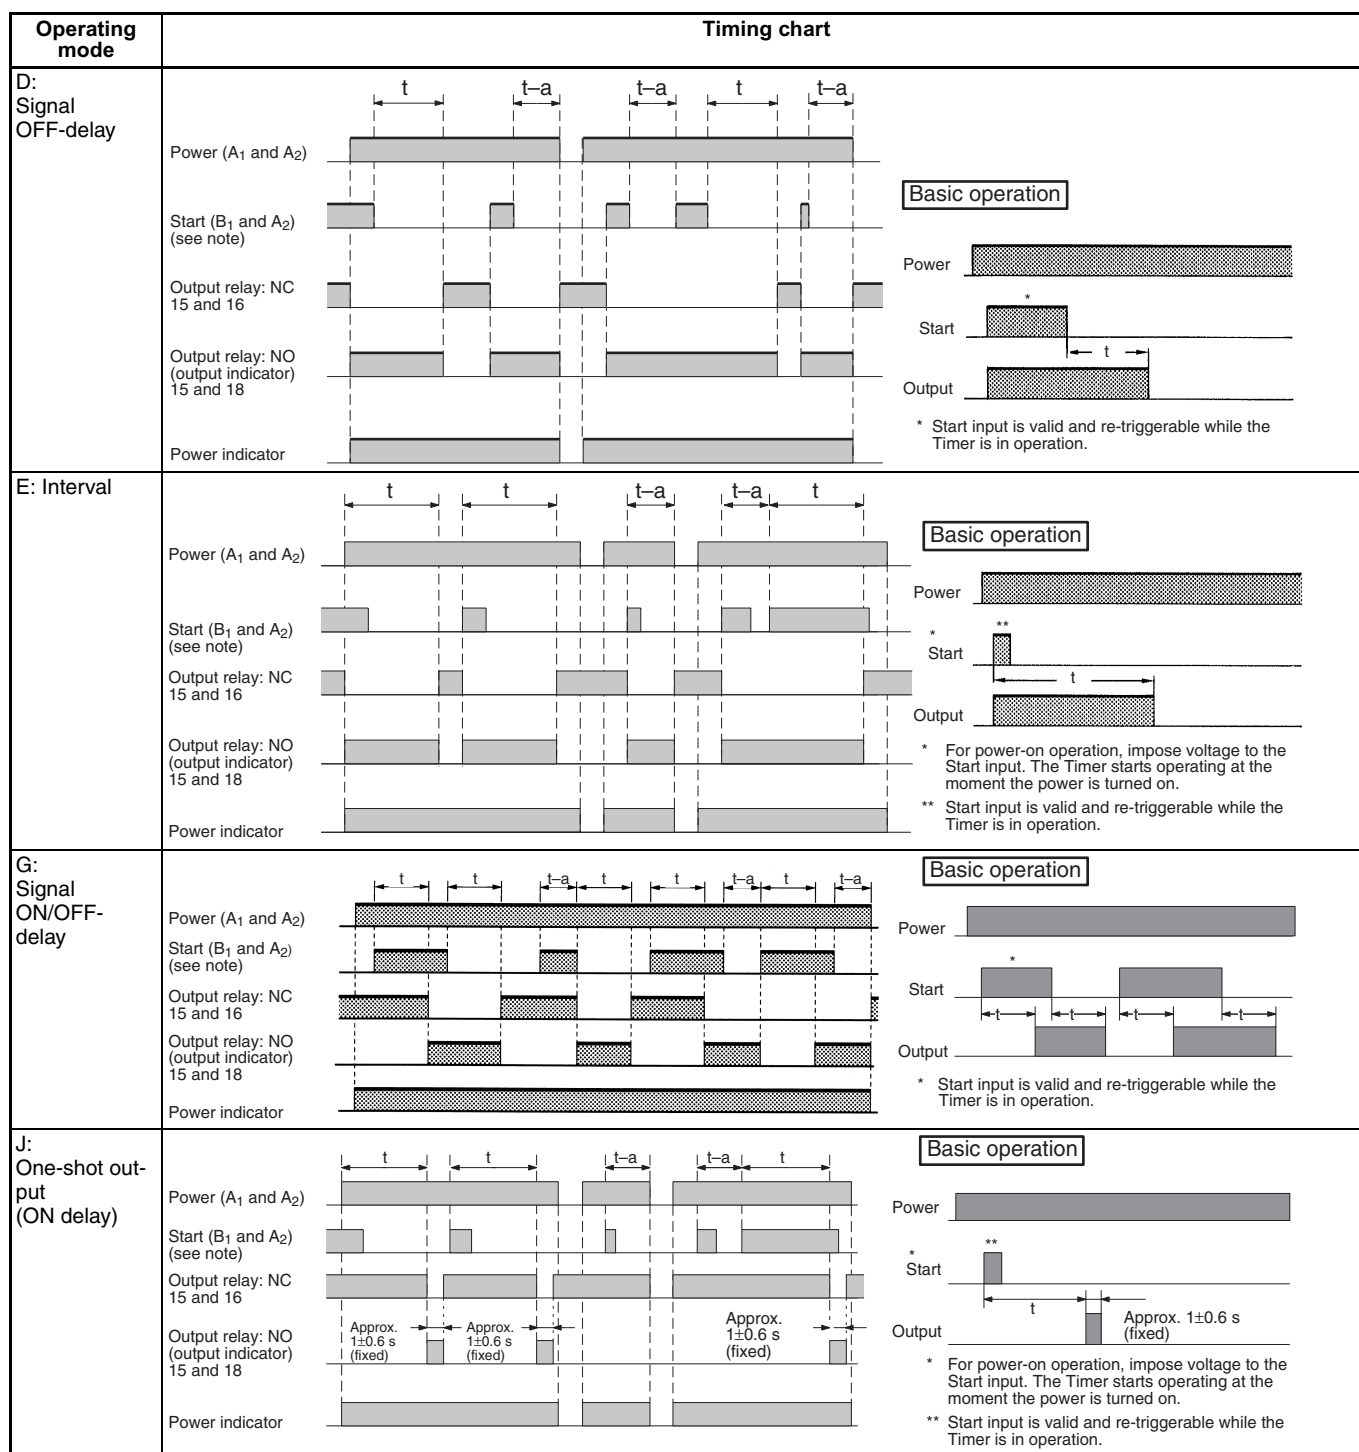 Operating
mode
Timing chart
D:
Signal
OFF-delay
t
t–a
t–a
t
t–a
Power (A1 and A2)
Start (B1 and A2)
(see note)
Output relay: NC
15 and 16
Output relay: NO
(output indicator)
15 and 18
Power indicator
Basic operation
Power
*
Start
t
Output
* Start input is valid and re-triggerable while the
Timer is in operation.
E: Interval
t
t
t–a
t–a
t
Power (A1 and A2)
Start (B1 and A2)
(see note)
Output relay: NC
15 and 16
Output relay: NO
(output indicator)
15 and 18
Power indicator
Basic operation
Power
**
*
Start
t
Output
* For power-on operation, impose voltage to the
Start input. The Timer starts operating at the
moment the power is turned on.
** Start input is valid and re-triggerable while the
Timer is in operation.
G:
Signal
ON/OFF-
delay
t
t
t–a
t
t
t–a
t
t–a
Power (A1 and A2)
Start (B1 and A2)
(see note)
Output relay: NC
15 and 16
Output relay: NO
(output indicator)
15 and 18
Power indicator
Basic operation
Power
*
Start
t
t
t
t
Output
* Start input is valid and re-triggerable while the
Timer is in operation.
J:
One-shot out-
put
(ON delay)
t
t
t–a
t–a
t
Power (A1 and A2)
Start (B1 and A2)
(see note)
Output relay: NC
15 and 16
Output relay: NO
(output indicator)
15 and 18
Approx.
1±0.6 s
(fixed)
Approx.
1±0.6 s
(fixed)
Approx.
1±0.6 s
(fixed)
Power indicator
Basic operation
Power
**
*
Start
t
Approx. 1±0.6 s
(fixed)
Output
* For power-on operation, impose voltage to the
Start input. The Timer starts operating at the
moment the power is turned on.
** Start input is valid and re-triggerable while the
Timer is in operation.